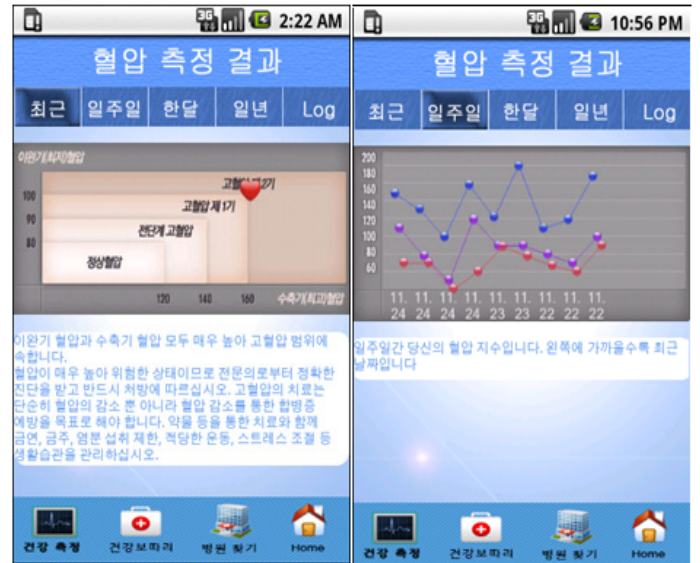 3G
2:22 AM
혈압 측정 결과
최근 일주일 한달 일년 Log
이완기(최저)혈압
100
90
80
고혈압 제2기
고혈압 제 1기
전단계 고혈압
정상혈압
120 140 160 수축기(최고)혈압
이완기 혈압과 수축기 혈압 모두 매우 높아 고혈압 범위에
속합니다.
혈압이 매우 높아 위험한 상태이므로 전문의로부터 정확한
진단을 받고 반드시 처방에 따르십시오. 고혈압의 치료는
단순히 혈압의 감소 뿐 아니라 혈압 감소를 통한 합병증
예방을 목표로 해야 합니다. 약물 등을 통한 치료와 함께
금연, 금주, 염분 섭취 제한, 적당한 운동, 스트레스 조절 등
생활습관을 관리하십시오.
건강 측정 건강보따리 병원 찾기 Home
3G
10:56 PM
혈압 측정 결과
최근 일주일 한달 일년 Log
200
180
160
140
120
100
80
60
11. 11. 11. 11. 11. 11. 11. 11. 11.
24 24 24 24 23 23 22 22 22
일주일간 당신의 혈압 지수입니다. 왼쪽에 가까울수록 최근
날짜입니다
건강 측정 건강보따리 병원 찾기 Home